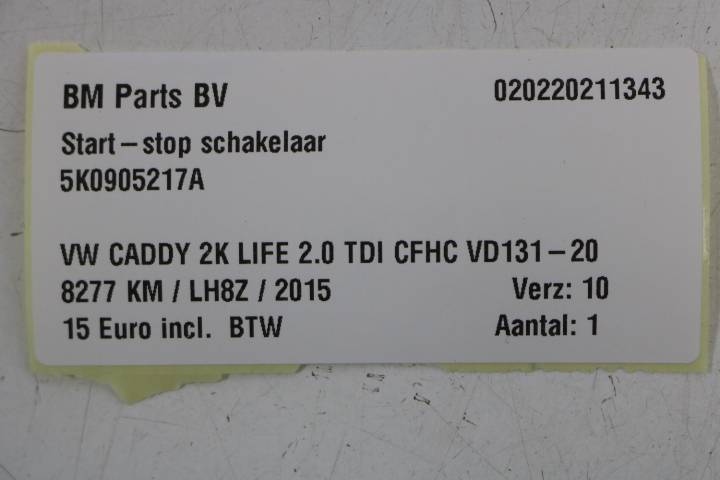 BM Parts BV 020220211343
Start-stop schakelaar
5K0905217A
VW CADDY 2K LIFE 2.0 TDI CFHC VD131-20
8277 KM / LH8Z / 2015 Verz: 10
15 Euro incl. BTW Aantal: 1